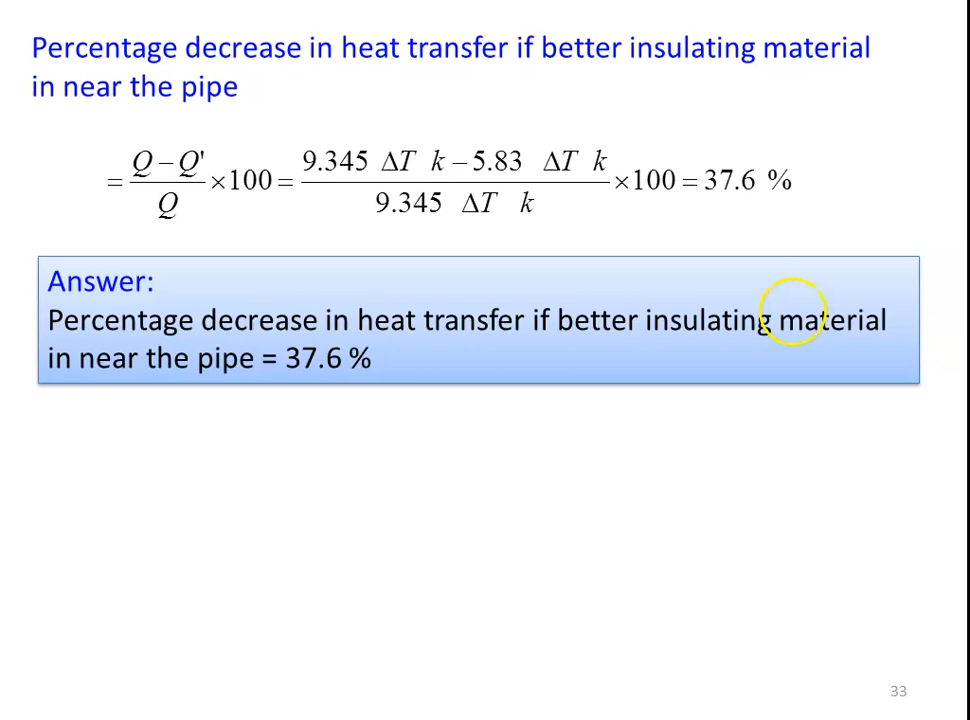 Percentage decrease in heat transfer if better insulating material
in near the pipe
= (Q − Q')/Q ×100 = (9.345 ΔT k − 5.83 ΔT k)/(9.345 ΔT k) ×100 = 37.6 %
Answer:
Percentage decrease in heat transfer if better insulating material
in near the pipe = 37.6 %
33